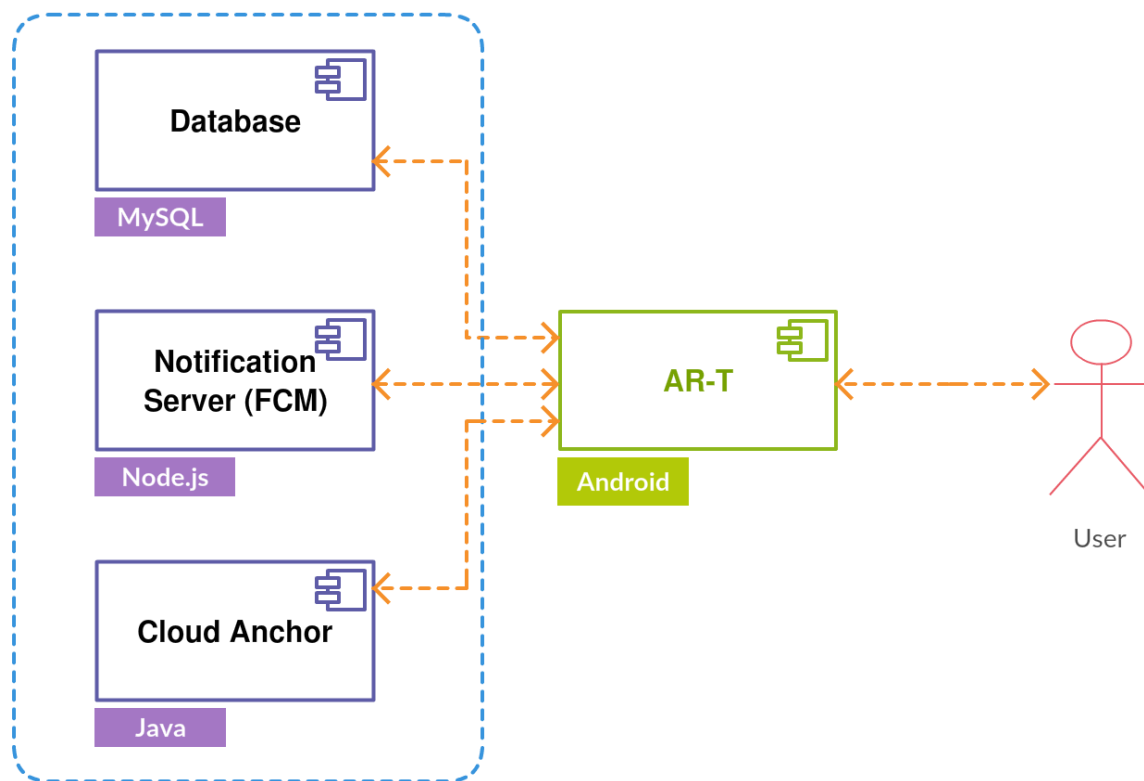 Database
MySQL
Notification
Server (FCM)
Node.js
Cloud Anchor
Java
AR-T
Android
User